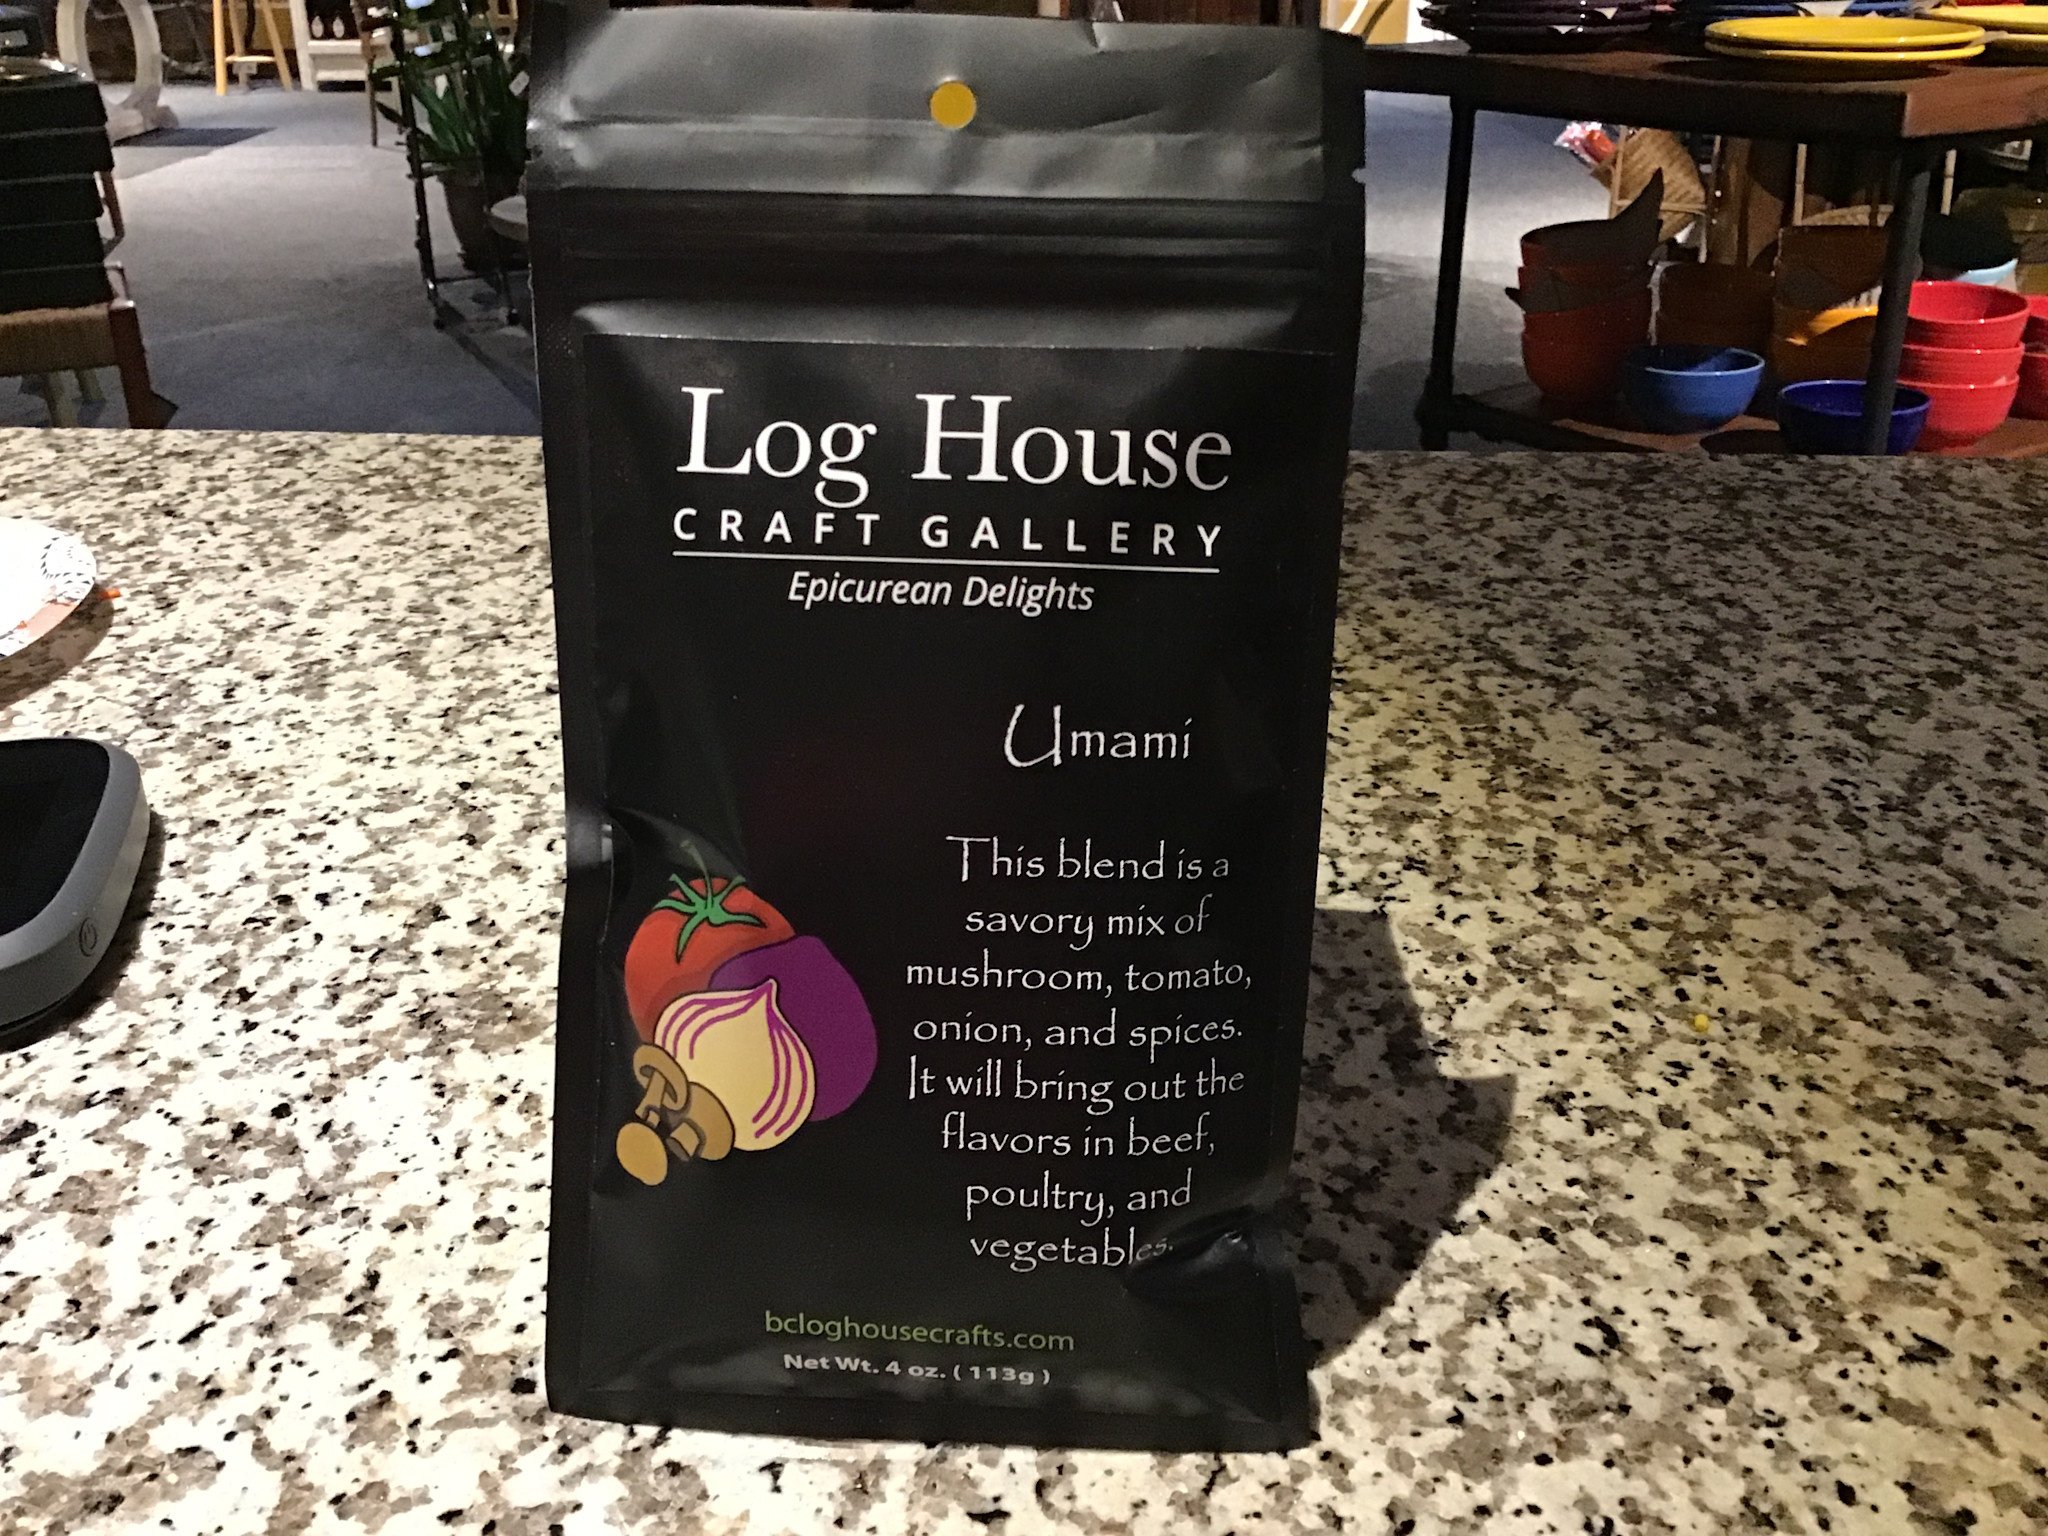 Log House
CRAFT GALLERY
Epicurean Delights
Umami
This blend is a
savory mix of
mushroom, tomato,
onion, and spices.
It will bring out the
flavors in beef,
poultry, and
vegetables.
bcloghousecrafts.com
Net Wt. 4 oz. ( 113g )